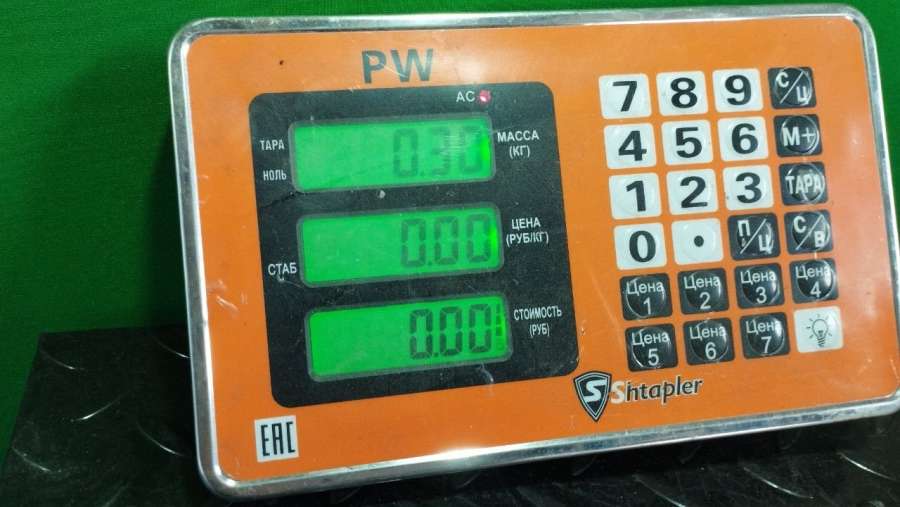 PW
AC
ТАРА
НОЛЬ
0.30
МАССА
(КГ)
СТАБ
0.00
ЦЕНА
(РУБ/КГ)
0.00
СТОИМОСТЬ
(РУБ)
7 8 9 С/Ц
4 5 6 М+
1 2 3 ТАРА
0 . П/Ц С/В
Цена 1 Цена 2 Цена 3 Цена 4
Цена 5 Цена 6 Цена 7
S Shtapler
EAC